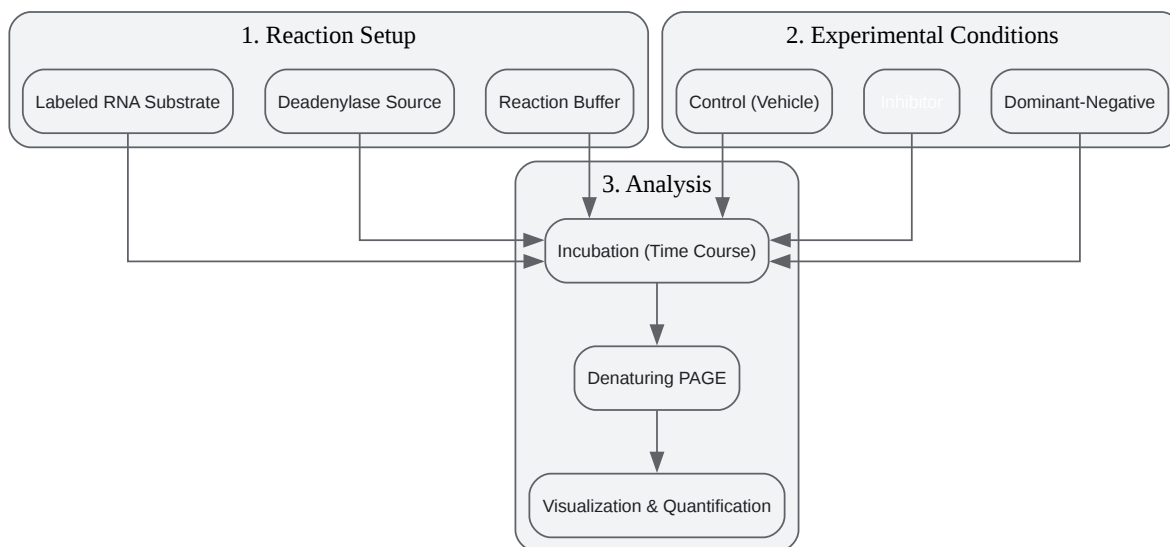 1. Reaction Setup
2. Experimental Conditions
Labeled RNA Substrate
Deadenylase Source
Reaction Buffer
Control (Vehicle)
Inhibitor
Dominant-Negative
3. Analysis
Incubation (Time Course)
Denaturing PAGE
Visualization & Quantification